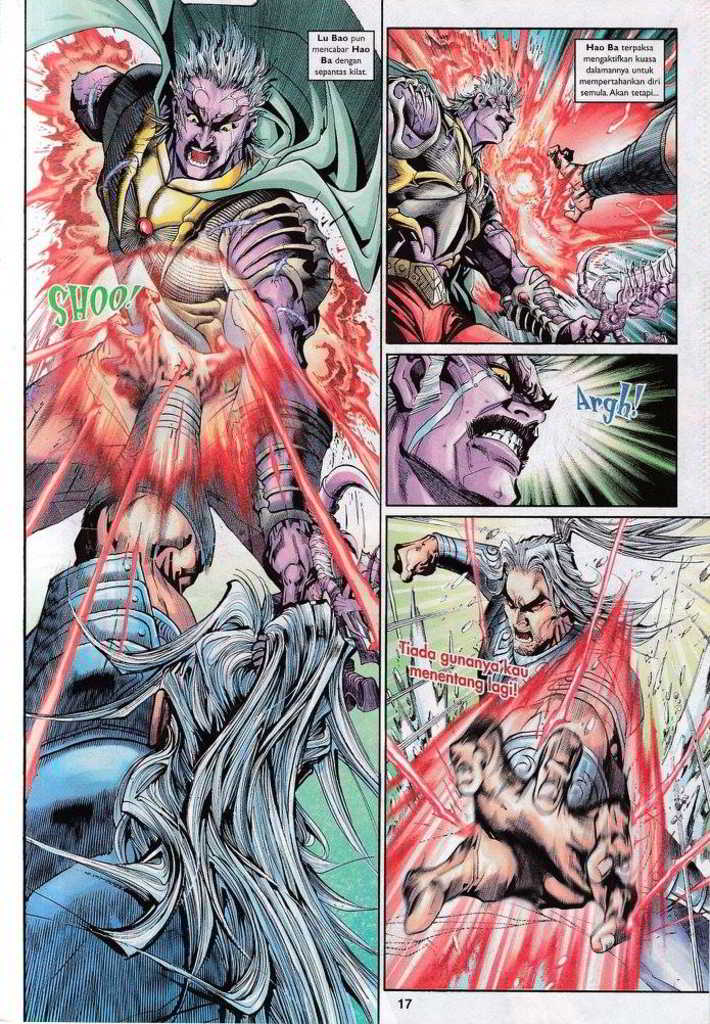 Lu Bao pun
mencabar Hao
Ba dengan
sepantas kilat.
SHOO!
Hao Ba terpaksa
mengaktifkan kuasa
dalamannya untuk
mempertahankan diri
semula. Akan tetapi...
Argh!
Tiada gunanya kau
menentang lagi!
17